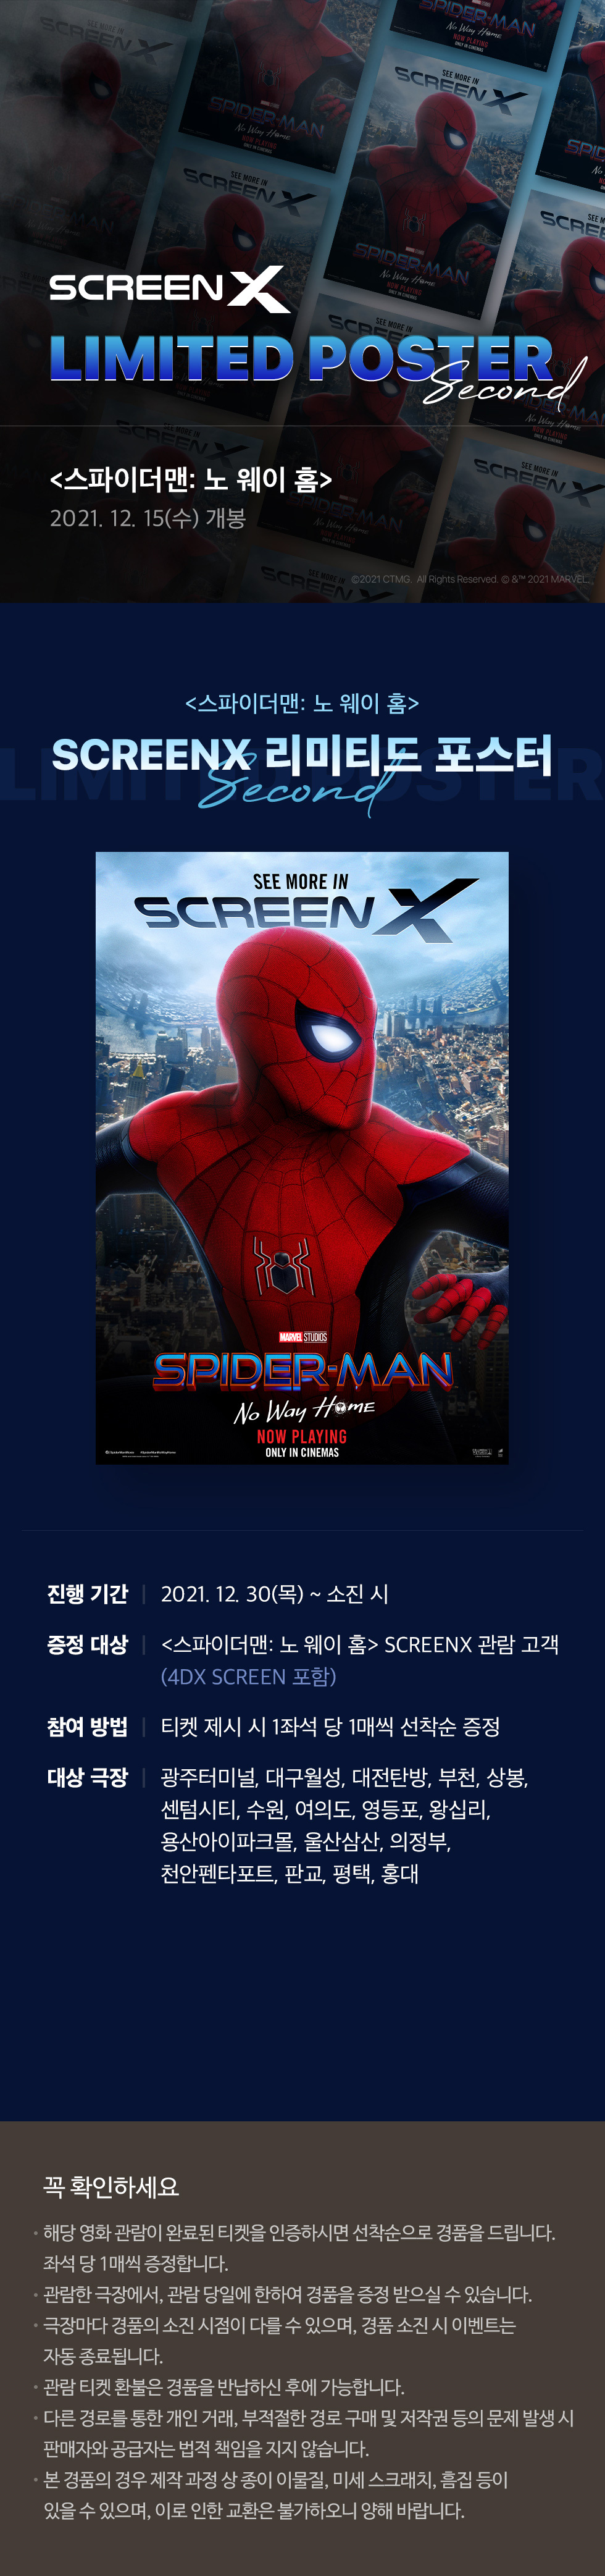 SCREENX
LIMITED POSTER
Second
<스파이더맨: 노 웨이 홈>
2021. 12. 15(수) 개봉
©2021 CTMG. All Rights Reserved. © &™ 2021 MARVEL.
<스파이더맨: 노 웨이 홈>
LIMITED POSTER
SCREENX 리미티드 포스터
Second
SEE MORE IN
SCREENX
MARVEL STUDIOS
SPIDER-MAN
No Way Home
NOW PLAYING
ONLY IN CINEMAS
진행 기간 | 2021. 12. 30(목) ~ 소진 시
증정 대상 | <스파이더맨: 노 웨이 홈> SCREENX 관람 고객
(4DX SCREEN 포함)
참여 방법 | 티켓 제시 시 1좌석 당 1매씩 선착순 증정
대상 극장 | 광주터미널, 대구월성, 대전탄방, 부천, 상봉,
센텀시티, 수원, 여의도, 영등포, 왕십리,
용산아이파크몰, 울산삼산, 의정부,
천안펜타포트, 판교, 평택, 홍대
꼭 확인하세요
• 해당 영화 관람이 완료된 티켓을 인증하시면 선착순으로 경품을 드립니다.
좌석 당 1매씩 증정합니다.
• 관람한 극장에서, 관람 당일에 한하여 경품을 증정 받으실 수 있습니다.
• 극장마다 경품의 소진 시점이 다를 수 있으며, 경품 소진 시 이벤트는
자동 종료됩니다.
• 관람 티켓 환불은 경품을 반납하신 후에 가능합니다.
• 다른 경로를 통한 개인 거래, 부적절한 경로 구매 및 저작권 등의 문제 발생 시
판매자와 공급자는 법적 책임을 지지 않습니다.
• 본 경품의 경우 제작 과정 상 종이 이물질, 미세 스크래치, 흠집 등이
있을 수 있으며, 이로 인한 교환은 불가하오니 양해 바랍니다.